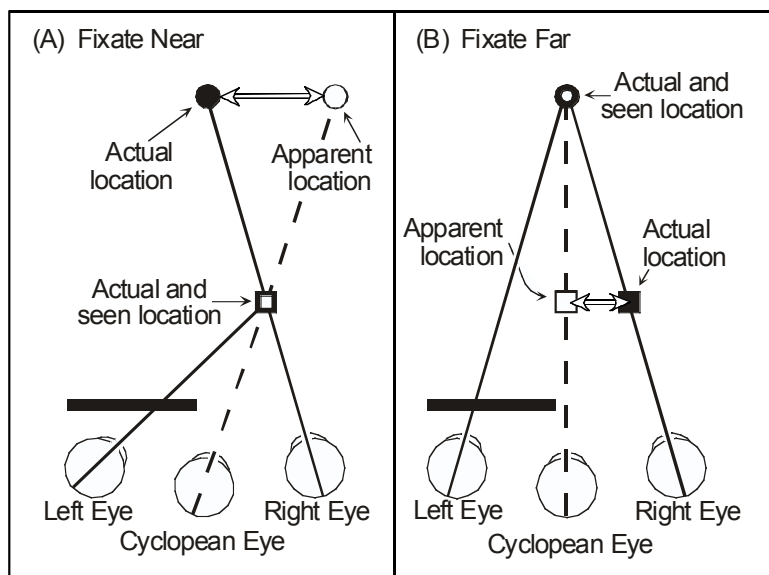 (A) Fixate Near
Actual
location
Apparent
location
Actual and
seen location
Left Eye
Right Eye
Cyclopean Eye
(B) Fixate Far
Actual and
seen location
Apparent
location
Actual
location
Left Eye
Right Eye
Cyclopean Eye